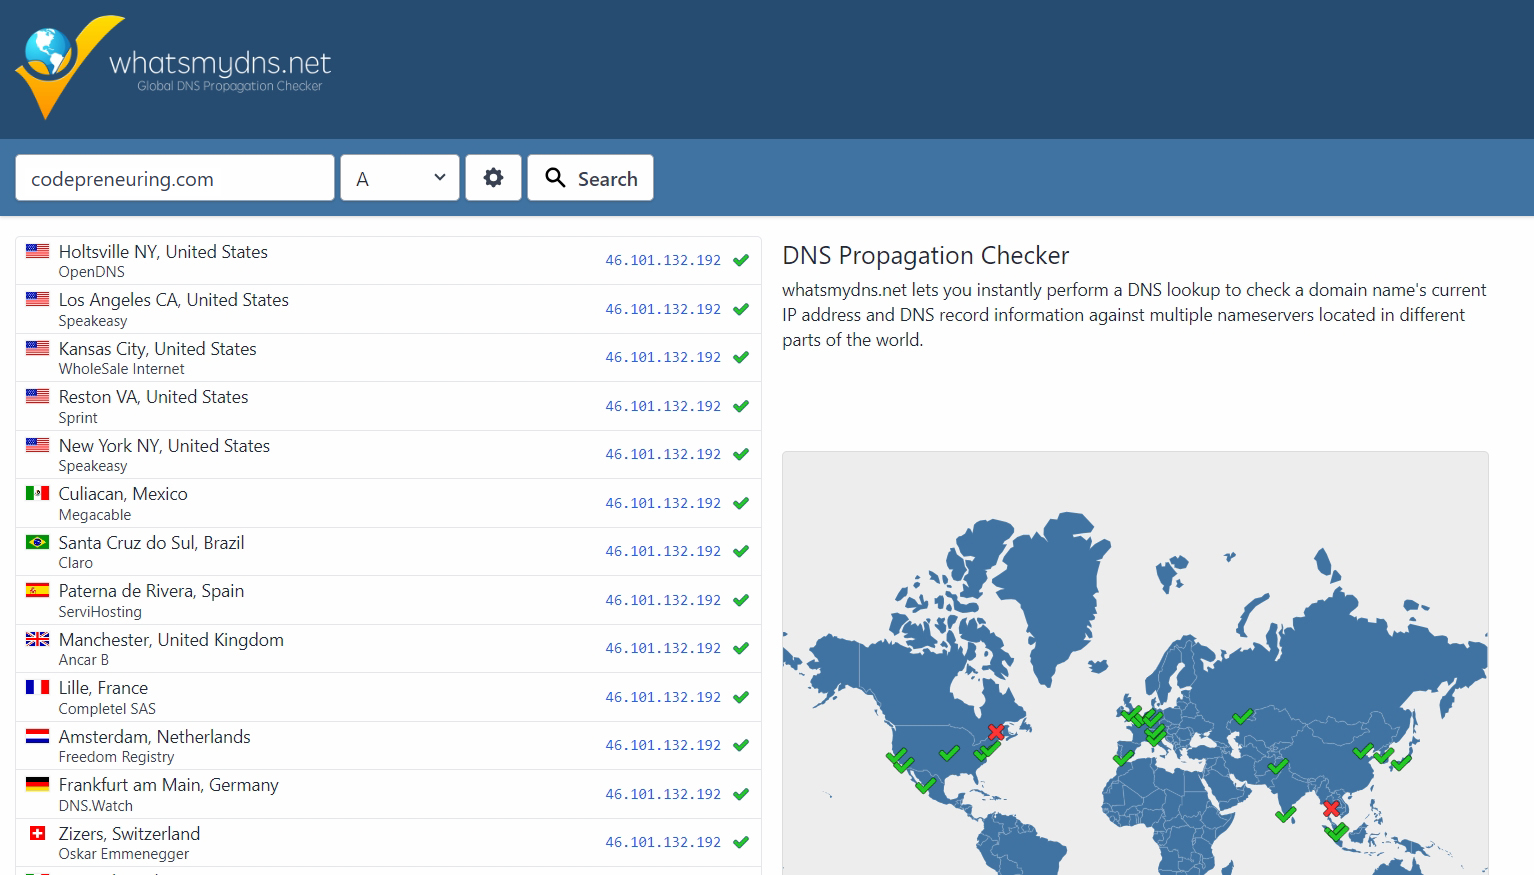 whatsmydns.net
Global DNS Propagation Checker
codepreneuring.com
A
Search
Holtsville NY, United States
OpenDNS
46.101.132.192
Los Angeles CA, United States
Speakeasy
46.101.132.192
Kansas City, United States
WholeSale Internet
46.101.132.192
Reston VA, United States
Sprint
46.101.132.192
New York NY, United States
Speakeasy
46.101.132.192
Culiacan, Mexico
Megacable
46.101.132.192
Santa Cruz do Sul, Brazil
Claro
46.101.132.192
Paterna de Rivera, Spain
ServiHosting
46.101.132.192
Manchester, United Kingdom
Ancar B
46.101.132.192
Lille, France
Completel SAS
46.101.132.192
Amsterdam, Netherlands
Freedom Registry
46.101.132.192
Frankfurt am Main, Germany
DNS.Watch
46.101.132.192
Zizers, Switzerland
Oskar Emmenegger
46.101.132.192
DNS Propagation Checker
whatsmydns.net lets you instantly perform a DNS lookup to check a domain name's current
IP address and DNS record information against multiple nameservers located in different
parts of the world.